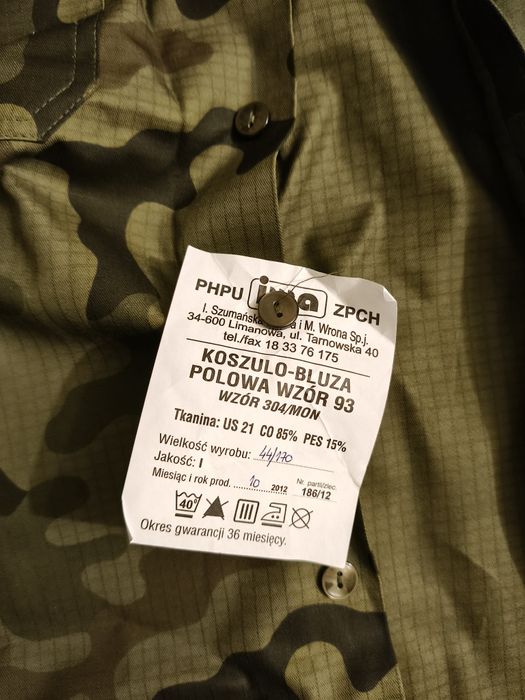 PHPU ima ZPCH
I. Szumańska i M. Wrona Sp.j.
34-600 Limanowa, ul. Tarnowska 40
tel./fax 18 33 76 175
KOSZULO-BLUZA
POLOWA WZÓR 93
WZÓR 304/MON
Tkanina: US 21 CO 85% PES 15%
Wielkość wyrobu: 44/170
Jakość: I
Miesiąc i rok prod. 10 2012 Nr partii/zlec. 186/12
40°
Okres gwarancji 36 miesięcy.